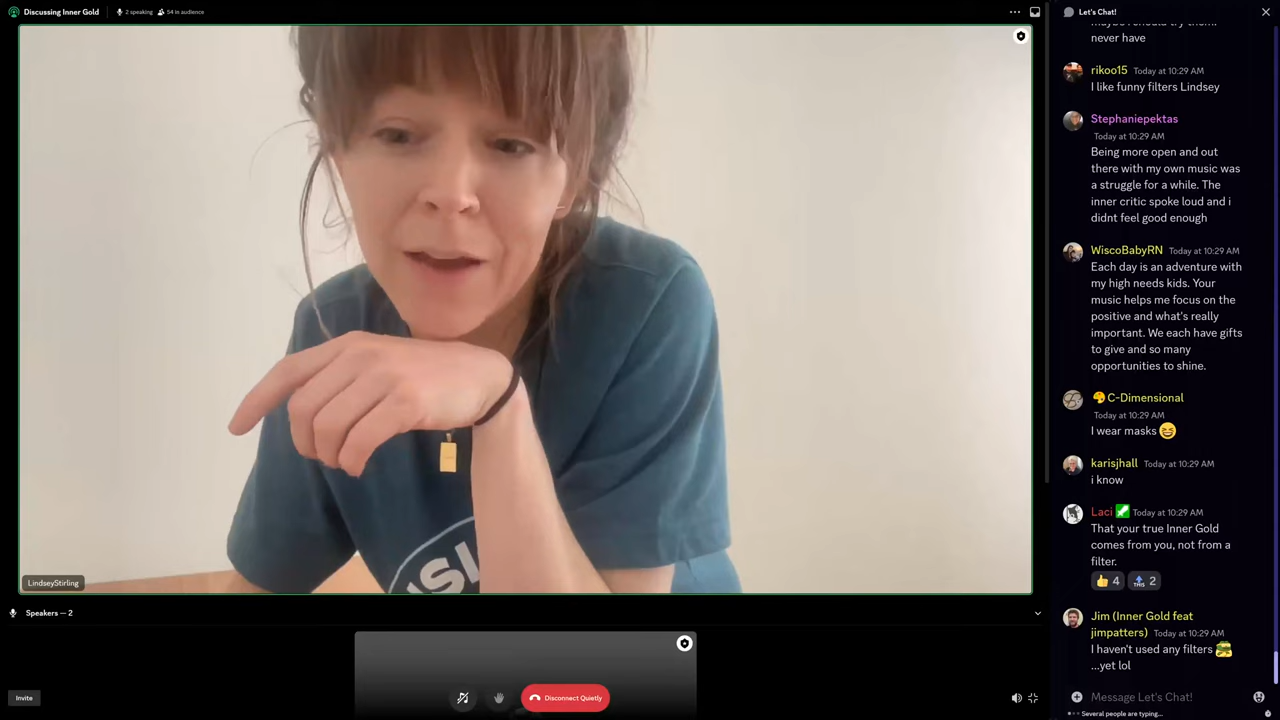 Discussing Inner Gold
2 speaking
54 in audience
Let's Chat!
never have
rikoo15 Today at 10:29 AM
I like funny filters Lindsey
Stephaniepektas
Today at 10:29 AM
Being more open and out
there with my own music was
a struggle for a while. The
inner critic spoke loud and i
didnt feel good enough
WiscoBabyRN Today at 10:29 AM
Each day is an adventure with
my high needs kids. Your
music helps me focus on the
positive and what's really
important. We each have gifts
to give and so many
opportunities to shine.
C-Dimensional
Today at 10:29 AM
I wear masks
karisjhall Today at 10:29 AM
i know
Laci Today at 10:29 AM
That your true Inner Gold
comes from you, not from a
filter.
4
THIS 2
Jim (Inner Gold feat
jimpatters) Today at 10:29 AM
I haven't used any filters
...yet lol
Message Let's Chat!
Several people are typing...
LindseyStirling
Speakers — 2
Invite
Disconnect Quietly